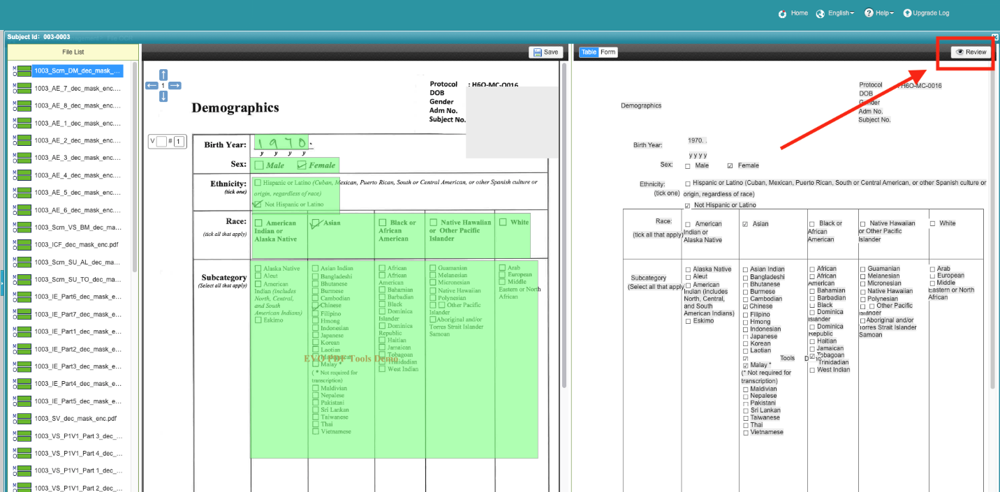 Home English Help Upgrade Log
Subject Id: 003-0003
File List
1003_Scrn_DM_dec_mask_...
1003_AE_7_dec_mask_enc....
1003_AE_8_dec_mask_enc....
1003_AE_1_dec_mask_enc....
1003_AE_2_dec_mask_enc....
1003_AE_3_dec_mask_enc....
1003_AE_4_dec_mask_enc....
1003_AE_5_dec_mask_enc....
1003_AE_6_dec_mask_enc....
1003_Scrn_VS_BM_dec_ma...
1003_ICF_dec_mask_enc.pdf
1003_Scrn_SU_AL_dec_ma...
1003_Scrn_SU_TO_dec_ma...
1003_IE_Part6_dec_mask_e...
1003_IE_Part7_dec_mask_e...
1003_IE_Part1_dec_mask_e...
1003_IE_Part2_dec_mask_e...
1003_IE_Part3_dec_mask_e...
1003_IE_Part4_dec_mask_e...
1003_IE_Part5_dec_mask_e...
1003_SV_dec_mask_enc.pdf
1003_VS_P1V1_Part 3_dec_...
1003_VS_P1V1_Part 4_dec_...
1003_VS_P1V1_Part 1_dec_...
1003_VS_P1V1_Part 2_dec_...
Save
1
V # 1
Protocol : H6O-MC-O016
DOB
Gender
Adm No.
Subject No.
Demographics
Birth Year: 1970.
y y y y
Sex: Male Female
Ethnicity: Hispanic or Latino (Cuban, Mexican, Puerto Rican, South or Central American, or other Spanish culture or
(tick one) origin, regardless of race)
Not Hispanic or Latino
Race:
(tick all that apply)
American
Indian or
Alaska Native
Asian
Black or
African
American
Native Hawaiian
or Other Pacific
Islander
White
Subcategory
(Select all that apply)
Alaska Native
Aleut
American
Indian (includes
North, Central,
and South
American Indians)
Eskimo
Asian Indian
Bangladeshi
Bhutanese
Burmese
Cambodian
Chinese
Filipino
Hmong
Indonesian
Japanese
Korean
Laotian
Malay *
( * Not required for
transcription)
Maldivian
Nepalese
Pakistani
Sri Lankan
Taiwanese
Thai
Vietnamese
African
African
American
Bahamian
Barbadian
Black
Dominica
Islander
Dominica
Republic
Haitian
Jamaican
Tobagoan
Trinidadian
West Indian
Guamanian
Melanesian
Micronesian
Native Hawaiian
Polynesian
Other Pacific
Islander
Aboriginal and/or
Torres Strait Islander
Samoan
Arab
European
Middle
Eastern or North
African
EVO PDF Tools Demo
Table Form
Review
Protocol : H6O-MC-0016
DOB
Gender
Adm No.
Subject No.
Demographics
Birth Year: 1970. .
y y y y
Sex: Male Female
Ethnicity: Hispanic or Latino (Cuban, Mexican, Puerto Rican, South or Central American, or other Spanish culture or
(tick one) origin, regardless of race)
Not Hispanic or Latino
Race:
(tick all that apply)
American
Indian or
Alaska Native
Asian
Black or
African
American
Native Hawaiian
or Other Pacific
Islander
White
Subcategory
(Select all that apply
Alaska Native
Aleut
American
Indian (includes
North, Central,
and South
American Indians)
Eskimo
Asian Indian
Bangladeshi
Bhutanese
Burmese
Cambodian
Chinese
Filipino
Hmong
Indonesian
Japanese
Korean
Laotian
Tools
Malay *
(* Not required for
transcription)
Maldivian
Nepalese
Pakistani
Sri Lankan
Taiwanese
Thai
Vietnamese
African
African
American
Bahamian
Barbadian
Black
Dominica
Islander
Dominica
Republic
Haitian
Jamaican
Tobagoan
Trinidadian
West Indian
Guamanian
Melanesian
Micronesian
Native Hawaiian
Polynesian
Other Pacific
Islander
Aboriginal and/or
Torres Strait Islander
Samoan
Arab
European
Middle
Eastern or North
African